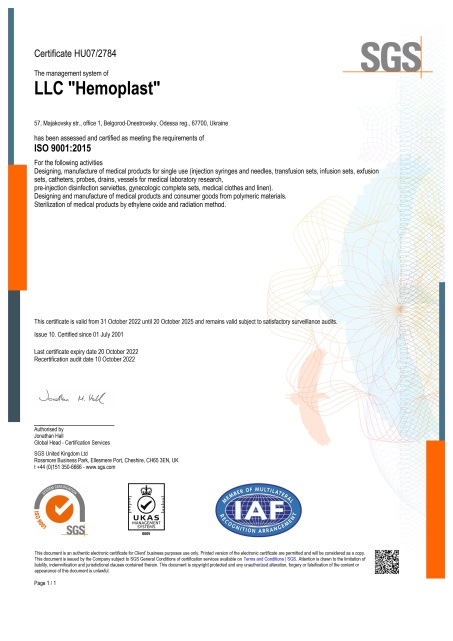 SGS
Certificate HU07/2784
The management system of
LLC "Hemoplast"
57, Majakovsky str., office 1, Belgorod-Dnestrovsky, Odessa reg., 67700, Ukraine
has been assessed and certified as meeting the requirements of
ISO 9001:2015
For the following activities
Designing, manufacture of medical products for single use (injection syringes and needles, transfusion sets, infusion sets, exfusion
sets, catheters, probes, drains, vessels for medical laboratory research,
pre-injection disinfection serviettes, gynecologic complete sets, medical clothes and linen).
Designing and manufacture of medical products and consumer goods from polymeric materials.
Sterilization of medical products by ethylene oxide and radiation method.
This certificate is valid from 31 October 2022 until 20 October 2025 and remains valid subject to satisfactory surveillance audits.
Issue 10. Certified since 01 July 2001
Last certificate expiry date 20 October 2022
Recertification audit date 10 October 2022
Jonathan M. Hall
Authorised by
Jonathan Hall
Global Head - Certification Services
SGS United Kingdom Ltd
Rossmore Business Park, Ellesmere Port, Cheshire, CH65 3EN, UK
t +44 (0)151 350-6666 - www.sgs.com
ISO 9001
SGS
UKAS
MANAGEMENT
SYSTEMS
0005
MEMBER OF MULTILATERAL
IAF
RECOGNITION ARRANGEMENT
This document is an authentic electronic certificate for Client' business purposes use only. Printed version of the electronic certificate are permitted and will be considered as a copy.
This document is issued by the Company subject to SGS General Conditions of certification services available on Terms and Conditions | SGS. Attention is drawn to the limitation of
liability, indemnification and jurisdictional clauses contained therein. This document is copyright protected and any unauthorized alteration, forgery or falsification of the content or
appearance of this document is unlawful.
Page 1 / 1